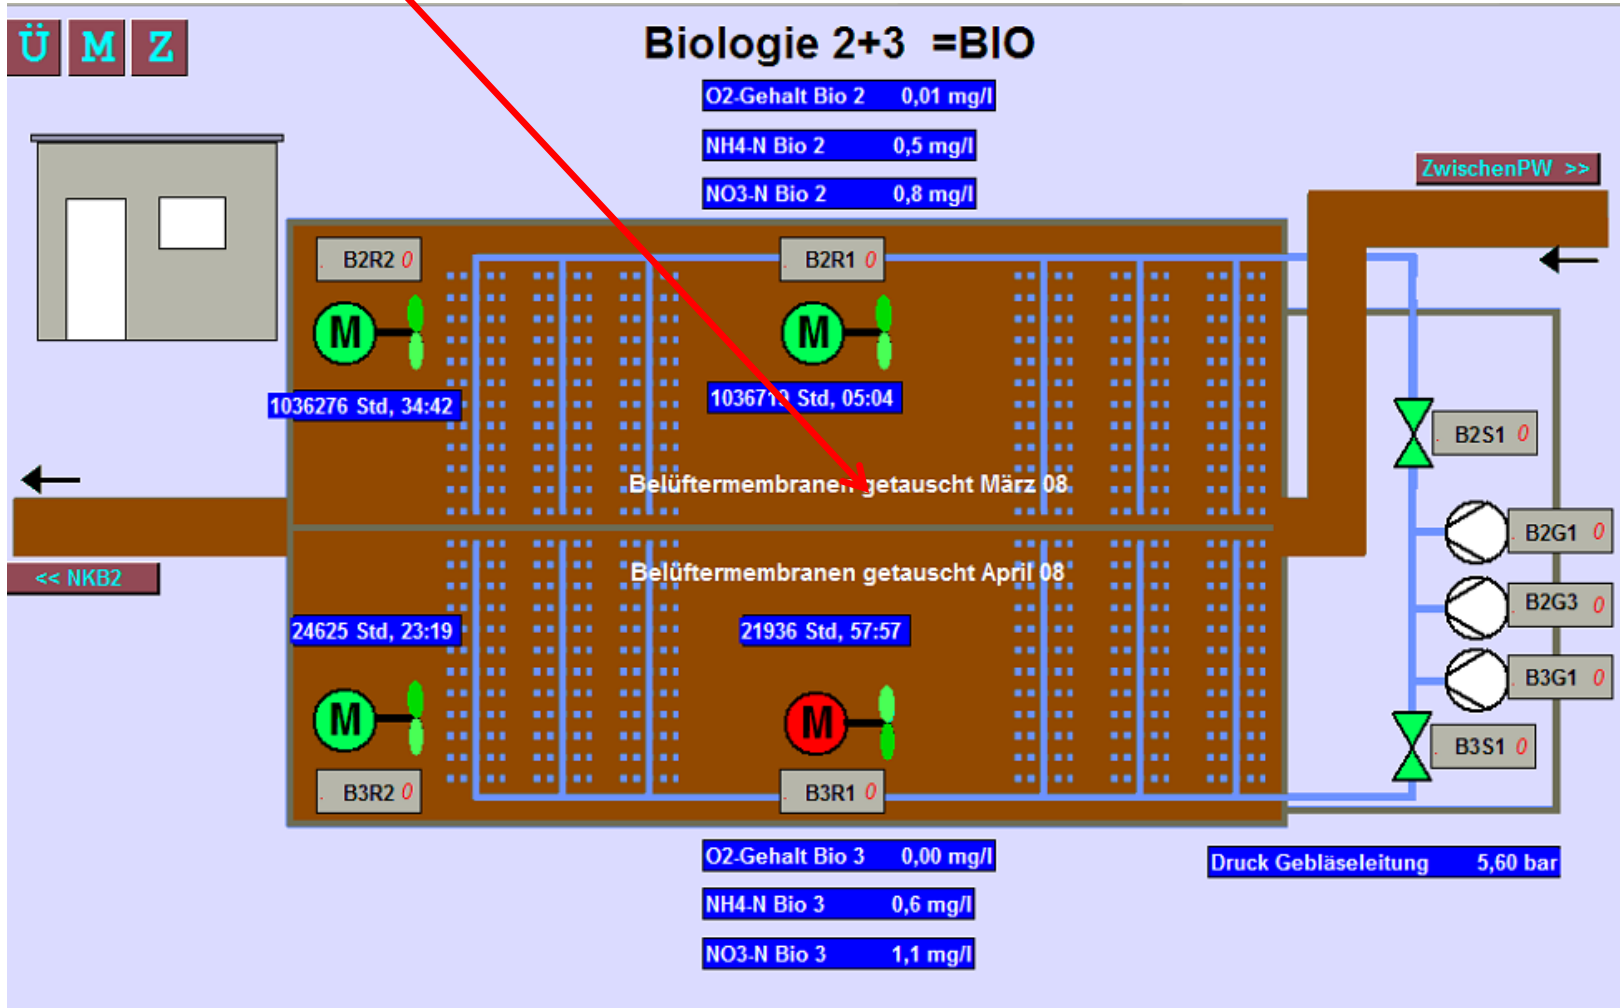 Ü M Z
Biologie 2+3 =BIO
O2-Gehalt Bio 2 0,01 mg/l
NH4-N Bio 2 0,5 mg/l
NO3-N Bio 2 0,8 mg/l
ZwischenPW >>
B2R2 0
B2R1 0
M
M
1036276 Std, 34:42
1036719 Std, 05:04
B2S1 0
Belüftermembranen getauscht März 08
B2G1 0
<< NKB2
Belüftermembranen getauscht April 08
B2G3 0
24625 Std, 23:19
21936 Std, 57:57
B3G1 0
M
M
B3S1 0
B3R2 0
B3R1 0
O2-Gehalt Bio 3 0,00 mg/l
Druck Gebläseleitung 5,60 bar
NH4-N Bio 3 0,6 mg/l
NO3-N Bio 3 1,1 mg/l